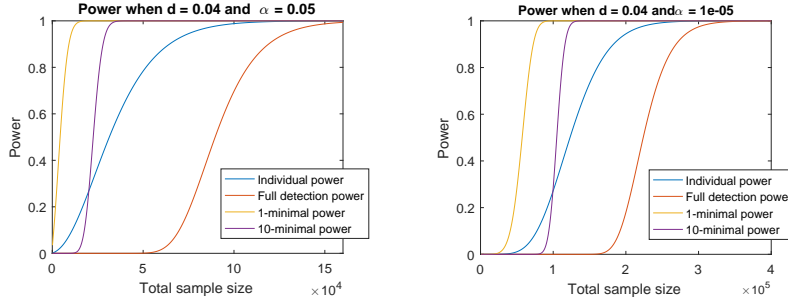 Power when d = 0.04 and α = 0.05
Power
1
0.8
0.6
0.4
0.2
0
0
5
10
15
Total sample size
×10^4
Individual power
Full detection power
1-minimal power
10-minimal power
Power when d = 0.04 and α = 1e-05
Power
1
0.8
0.6
0.4
0.2
0
0
1
2
3
4
Total sample size
×10^5
Individual power
Full detection power
1-minimal power
10-minimal power